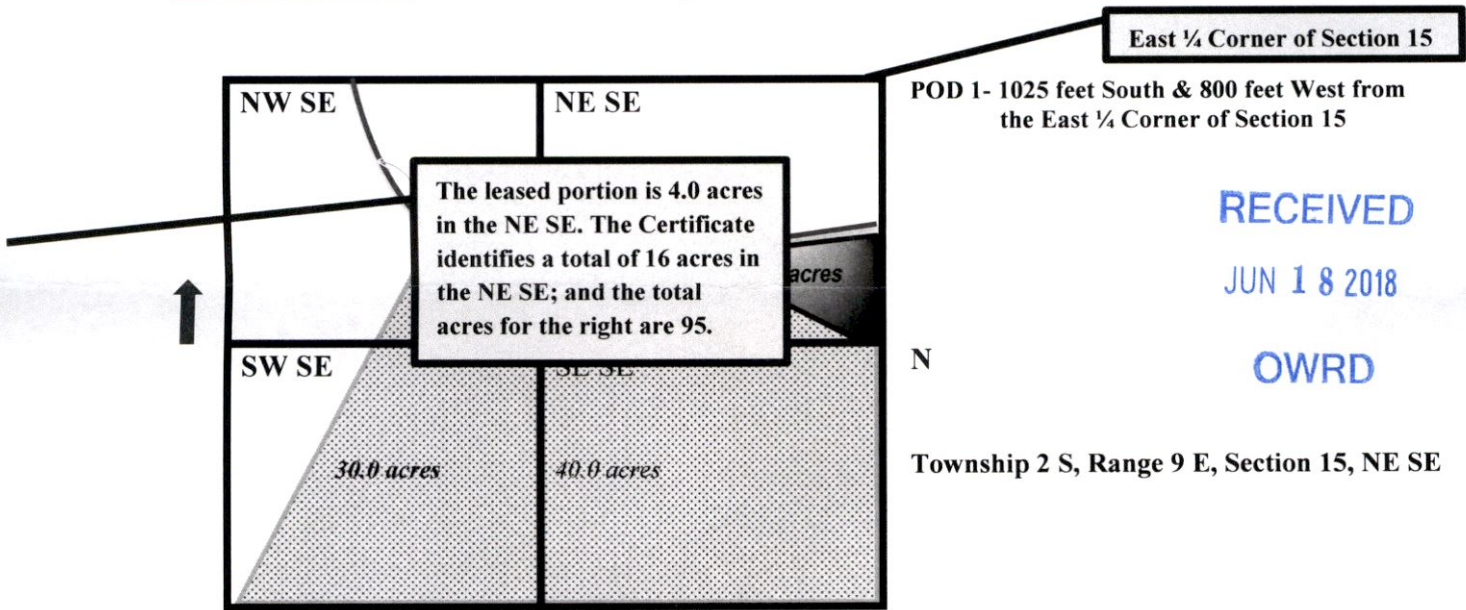 East ¼ Corner of Section 15
NW SE
NE SE
POD 1- 1025 feet South & 800 feet West from
the East ¼ Corner of Section 15
The leased portion is 4.0 acres
in the NE SE. The Certificate
identifies a total of 16 acres in
the NE SE; and the total
acres for the right are 95.
acres
RECEIVED
JUN 18 2018
OWRD
SW SE
SE SE
N
30.0 acres
40.0 acres
Township 2 S, Range 9 E, Section 15, NE SE